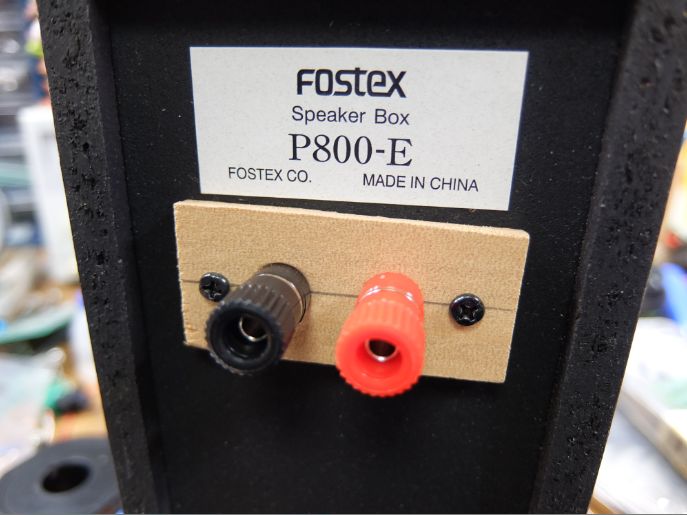 Fostex
Speaker Box
P800-E
FOSTEX CO. MADE IN CHINA